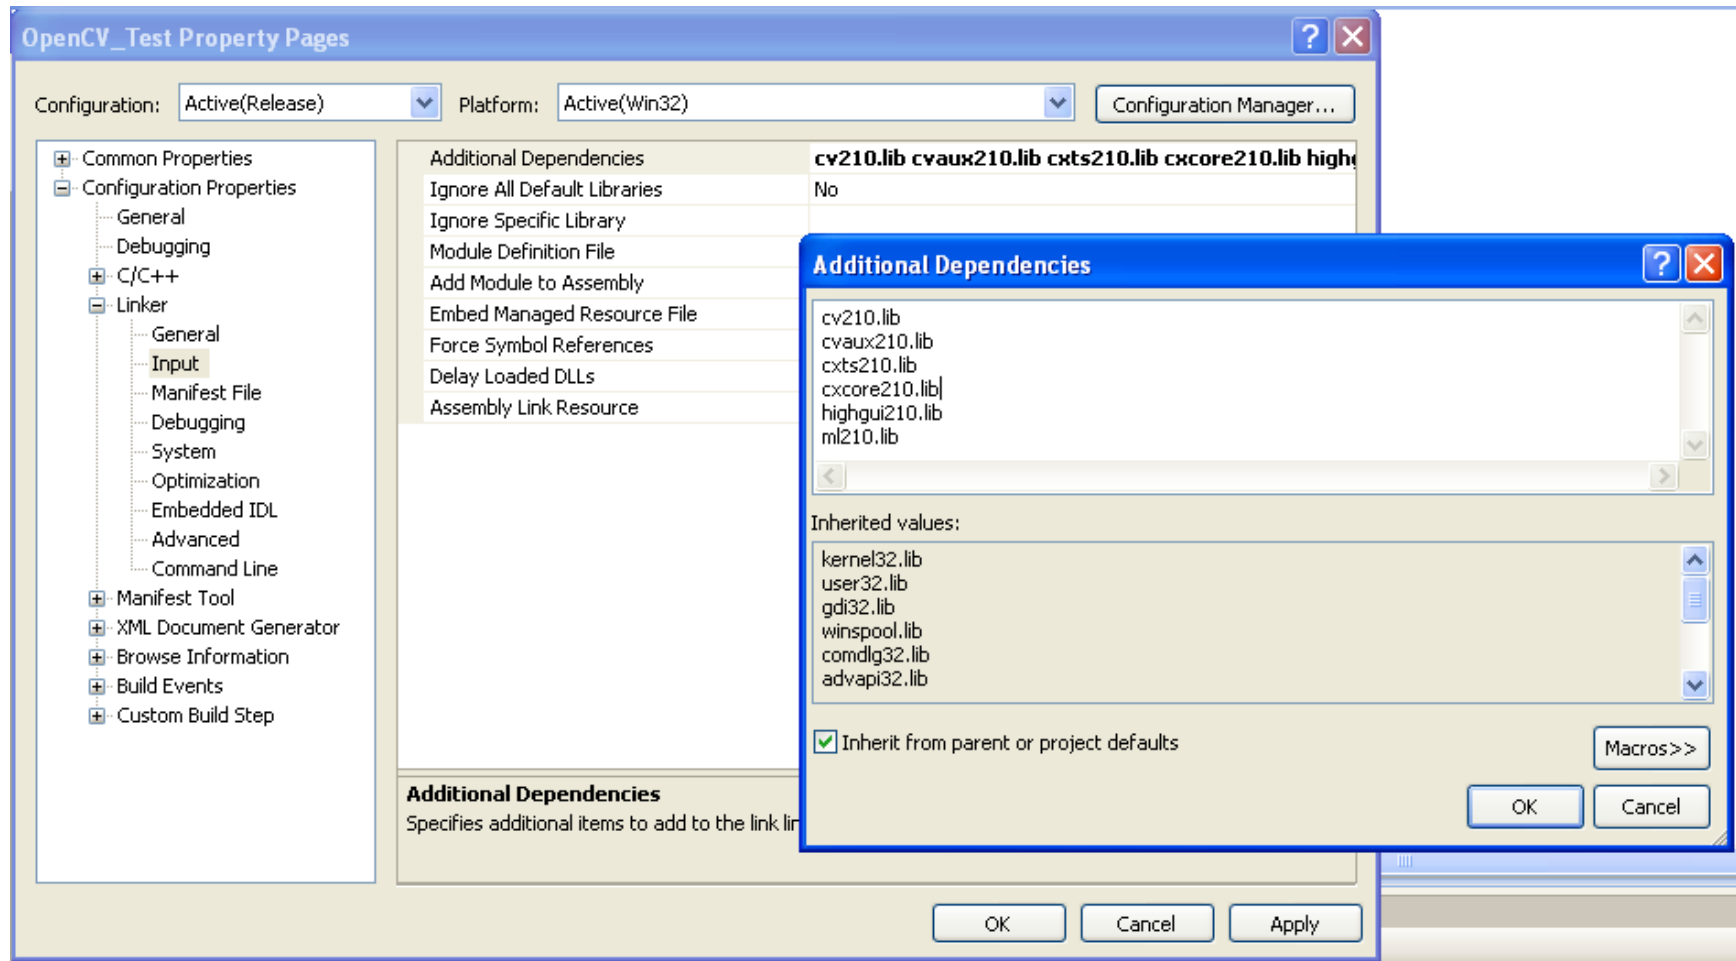 OpenCV_Test Property Pages
Configuration: Active(Release) Platform: Active(Win32) Configuration Manager...
Common Properties
Configuration Properties
General
Debugging
C/C++
Linker
General
Input
Manifest File
Debugging
System
Optimization
Embedded IDL
Advanced
Command Line
Manifest Tool
XML Document Generator
Browse Information
Build Events
Custom Build Step
Additional Dependencies cv210.lib cvaux210.lib cxts210.lib cxcore210.lib highg
Ignore All Default Libraries No
Ignore Specific Library
Module Definition File
Add Module to Assembly
Embed Managed Resource File
Force Symbol References
Delay Loaded DLLs
Assembly Link Resource
Additional Dependencies
Specifies additional items to add to the link lin
OK Cancel Apply
Additional Dependencies
cv210.lib
cvaux210.lib
cxts210.lib
cxcore210.lib
highgui210.lib
ml210.lib
Inherited values:
kernel32.lib
user32.lib
gdi32.lib
winspool.lib
comdlg32.lib
advapi32.lib
Inherit from parent or project defaults
Macros>>
OK Cancel